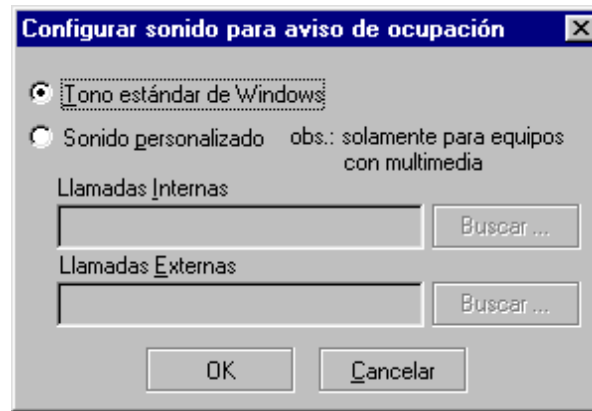 Configurar sonido para aviso de ocupación
Tono estándar de Windows
Sonido personalizado obs.: solamente para equipos
con multimedia
Llamadas Internas
Buscar ...
Llamadas Externas
Buscar ...
OK Cancelar